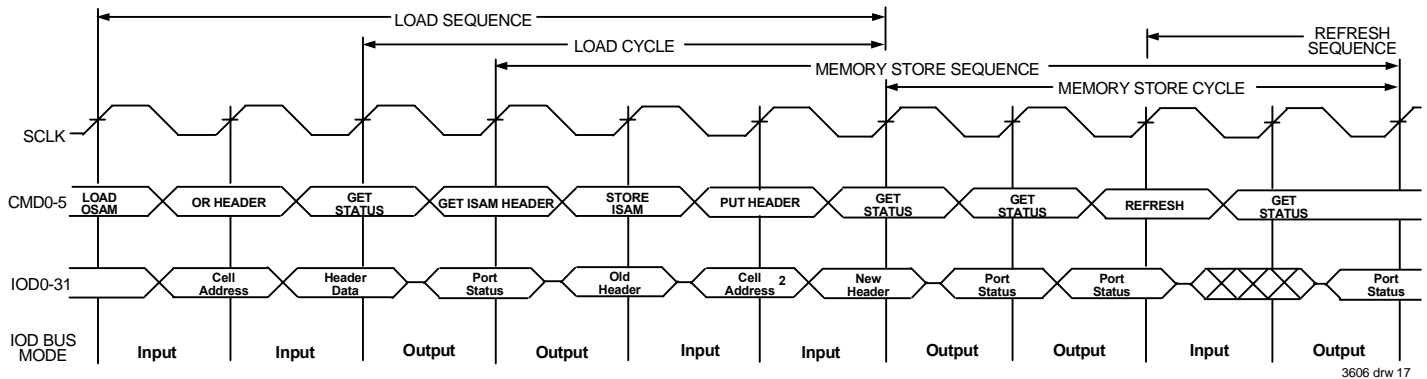 LOAD SEQUENCE
LOAD CYCLE
REFRESH
SEQUENCE
MEMORY STORE SEQUENCE
MEMORY STORE CYCLE
SCLK
CMD0-5
LOAD
OSAM
OR HEADER
GET
STATUS
GET ISAM HEADER
STORE
ISAM
PUT HEADER
GET
STATUS
GET
STATUS
REFRESH
GET
STATUS
IOD0-31
Cell
Address
Header
Data
Port
Status
Old
Header
Cell
Address 2
New
Header
Port
Status
Port
Status
Port
Status
IOD BUS
MODE
Input
Input
Output
Output
Input
Input
Output
Output
Input
Output
3606 drw 17